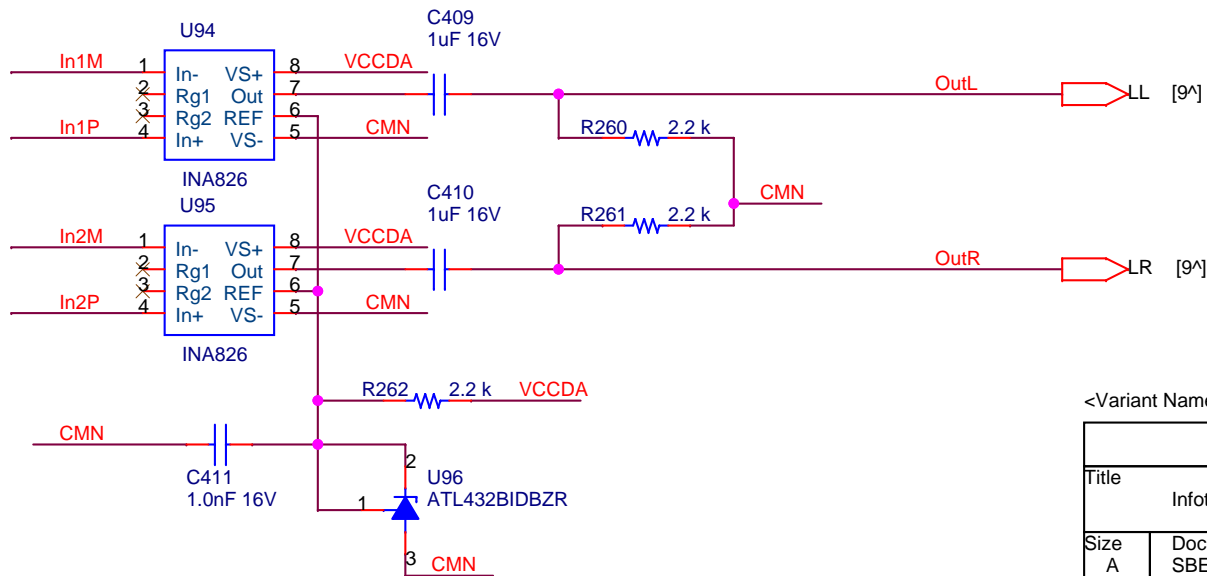 U94
C409
1uF 16V
In1M 1 In- VS+ 8 VCCDA
2 Rg1 Out 7 OutL LL [9^]
3 Rg2 REF 6
In1P 4 In+ VS- 5 CMN
R260 2.2 k
INA826
U95
C410
1uF 16V
CMN
R261 2.2 k
In2M 1 In- VS+ 8 VCCDA
2 Rg1 Out 7 OutR LR [9^]
3 Rg2 REF 6
In2P 4 In+ VS- 5 CMN
INA826
R262 2.2 k VCCDA
<Variant Name
CMN
C411
1.0nF 16V
2
U96
1 ATL432BIDBZR
3 CMN
Title
Infot
Size
A
Doc
SBE